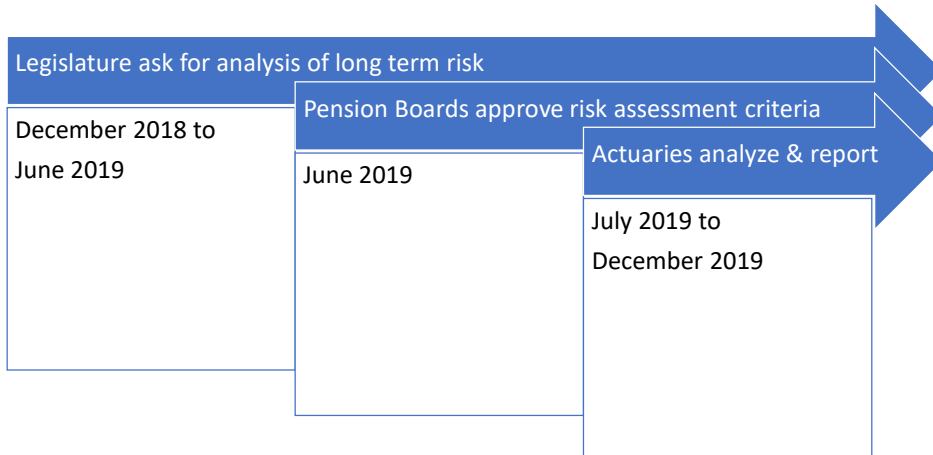 Legislature ask for analysis of long term risk
December 2018 to
June 2019
Pension Boards approve risk assessment criteria
June 2019
Actuaries analyze & report
July 2019 to
December 2019